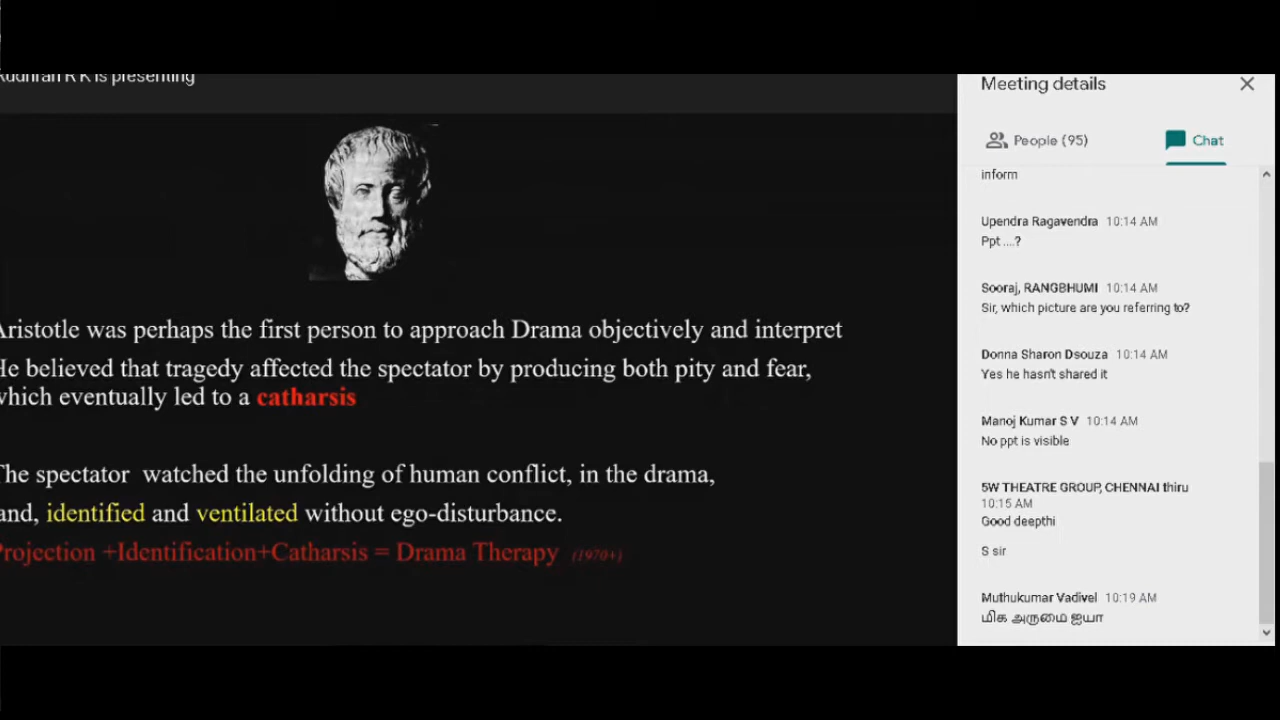 Rudhran R K is presenting
Aristotle was perhaps the first person to approach Drama objectively and interpret
He believed that tragedy affected the spectator by producing both pity and fear,
which eventually led to a catharsis
The spectator watched the unfolding of human conflict, in the drama,
and, identified and ventilated without ego-disturbance.
Projection +Identification+Catharsis = Drama Therapy (1970+)
Meeting details
People (95)
Chat
inform
Upendra Ragavendra 10:14 AM
Ppt ....?
Sooraj, RANGBHUMI 10:14 AM
Sir, which picture are you referring to?
Donna Sharon Dsouza 10:14 AM
Yes he hasn't shared it
Manoj Kumar S V 10:14 AM
No ppt is visible
5W THEATRE GROUP, CHENNAI thiru
10:15 AM
Good deepthi
S sir
Muthukumar Vadivel 10:19 AM
மிக அருமை ஐயா